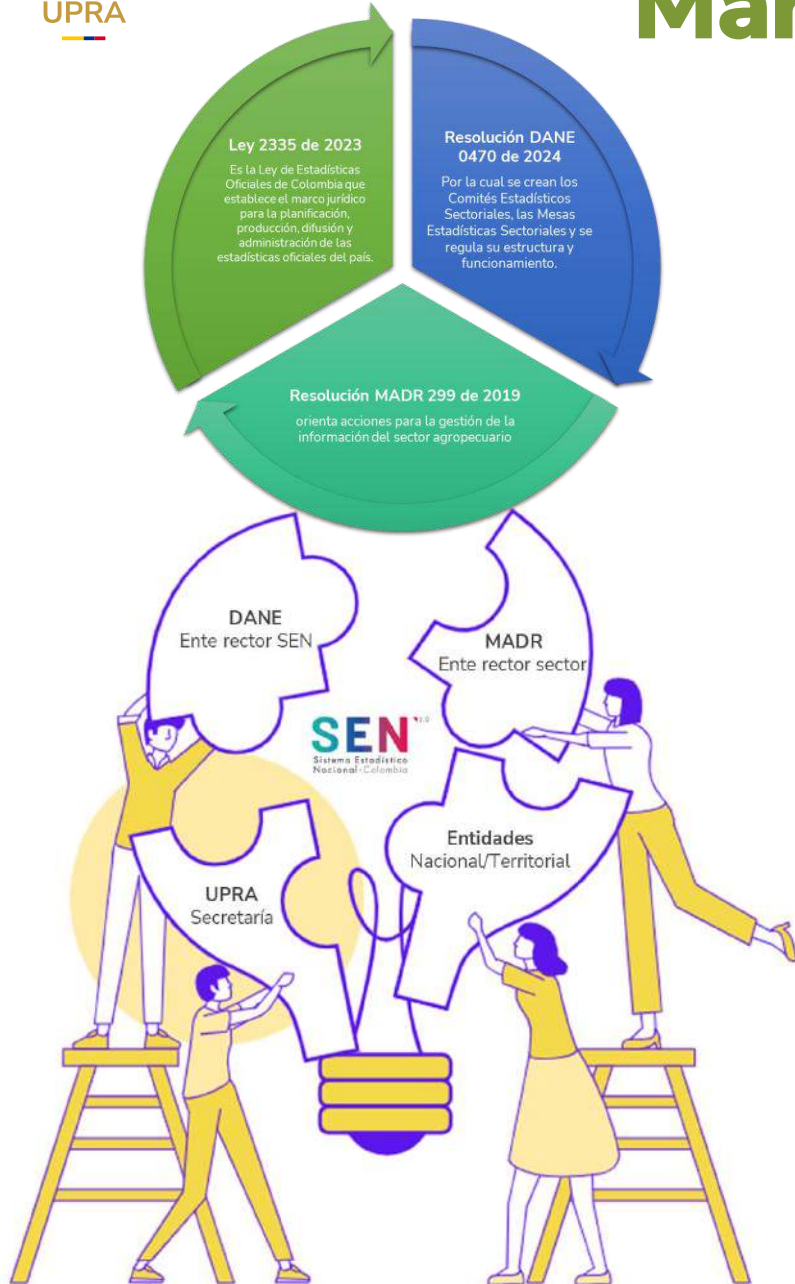 UPRA
Mar
Ley 2335 de 2023
Es la Ley de Estadísticas
Oficiales de Colombia que
establece el marco jurídico
para la planificación,
producción, difusión y
administración de las
estadísticas oficiales del país.
Resolución DANE
0470 de 2024
Por la cual se crean los
Comités Estadísticos
Sectoriales, las Mesas
Estadísticas Sectoriales y se
regula su estructura y
funcionamiento.
Resolución MADR 299 de 2019
orienta acciones para la gestión de la
información del sector agropecuario
DANE
Ente rector SEN
MADR
Ente rector sector
SEN
Sistema Estadístico
Nacional-Colombia
Entidades
Nacional/Territorial
UPRA
Secretaría